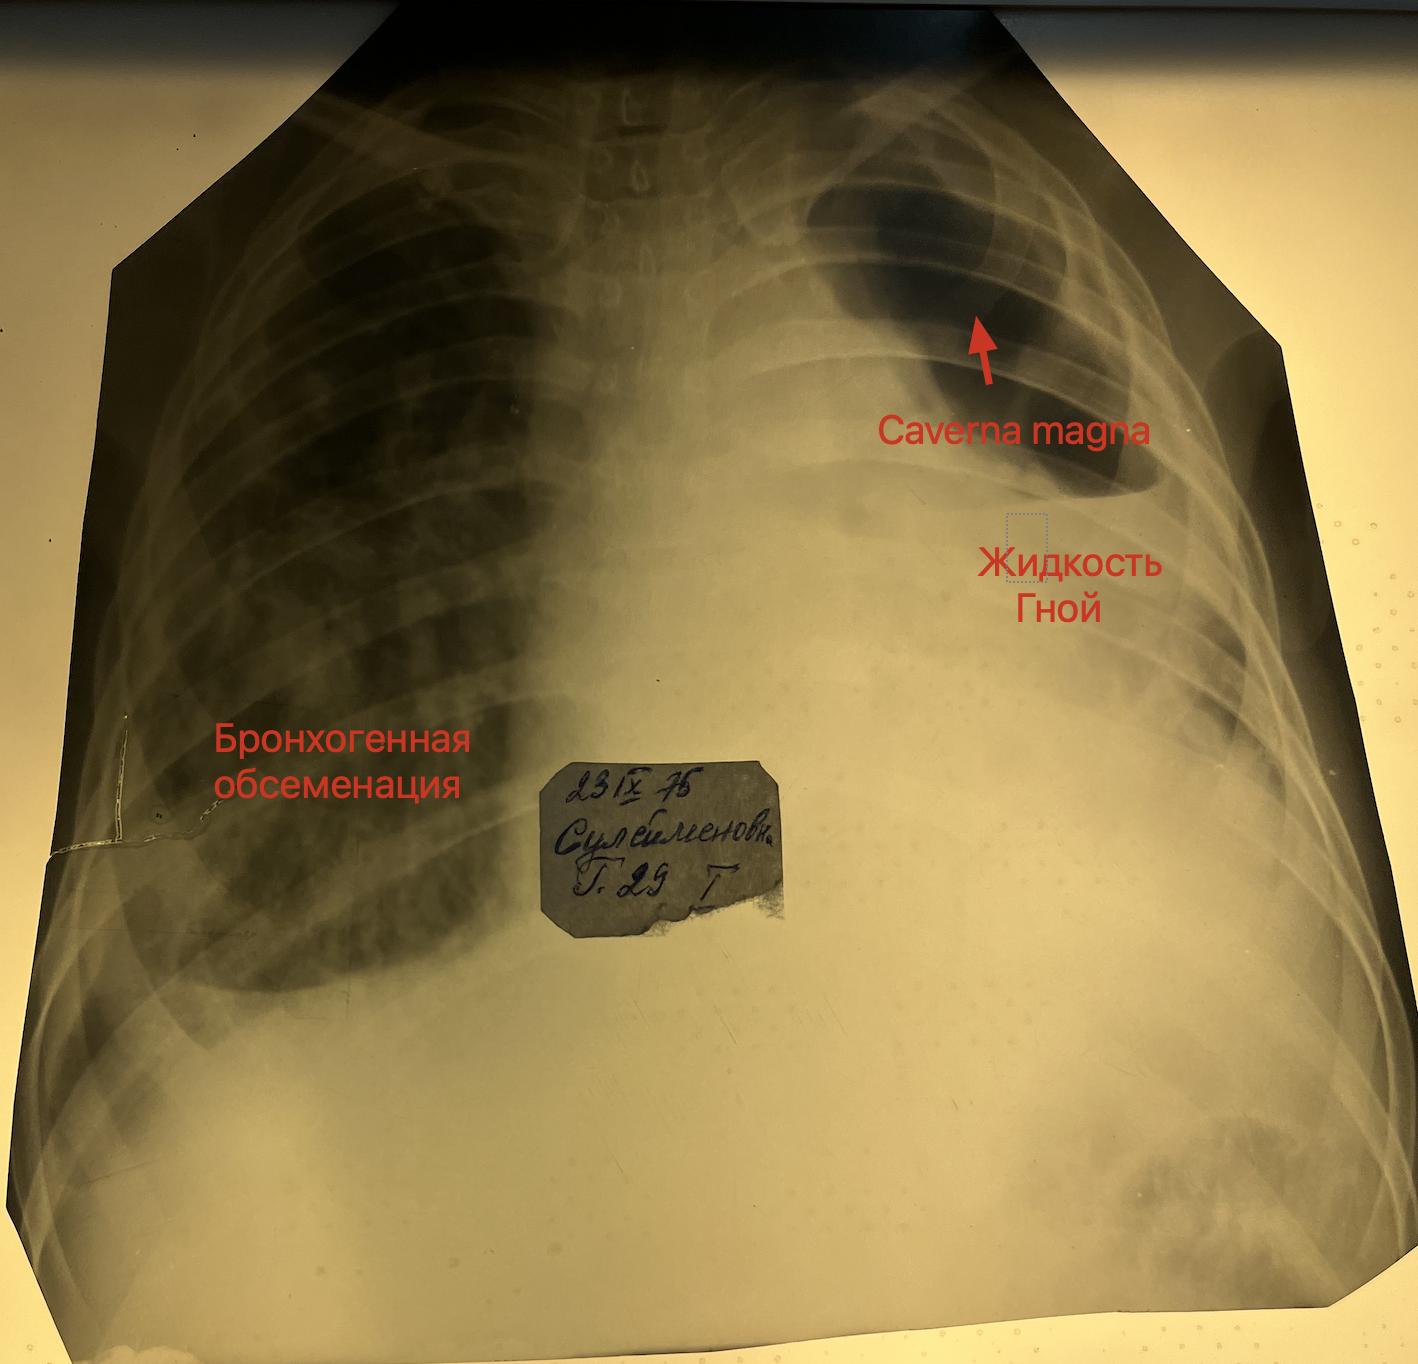 Caverna magna
Жидкость
Гной
Бронхогенная
обсеменация
23 IX 76
Сулейменова
Г. 29 I